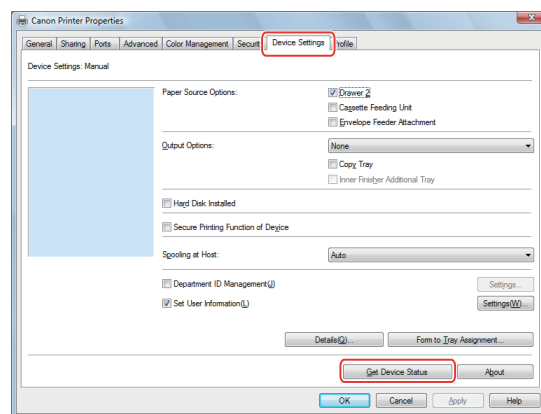 Canon Printer Properties
General Sharing Ports Advanced Color Management Security Device Settings Profile
Device Settings: Manual
Paper Source Options: Drawer 2
Cassette Feeding Unit
Envelope Feeder Attachment
Output Options: None
Copy Tray
Inner Finisher Additional Tray
Hard Disk Installed
Secure Printing Function of Device
Spooling at Host: Auto
Department ID Management(J) Settings...
Set User Information(L) Settings(W)...
Details(Q)... Form to Tray Assignment...
Get Device Status About
OK Cancel Apply Help